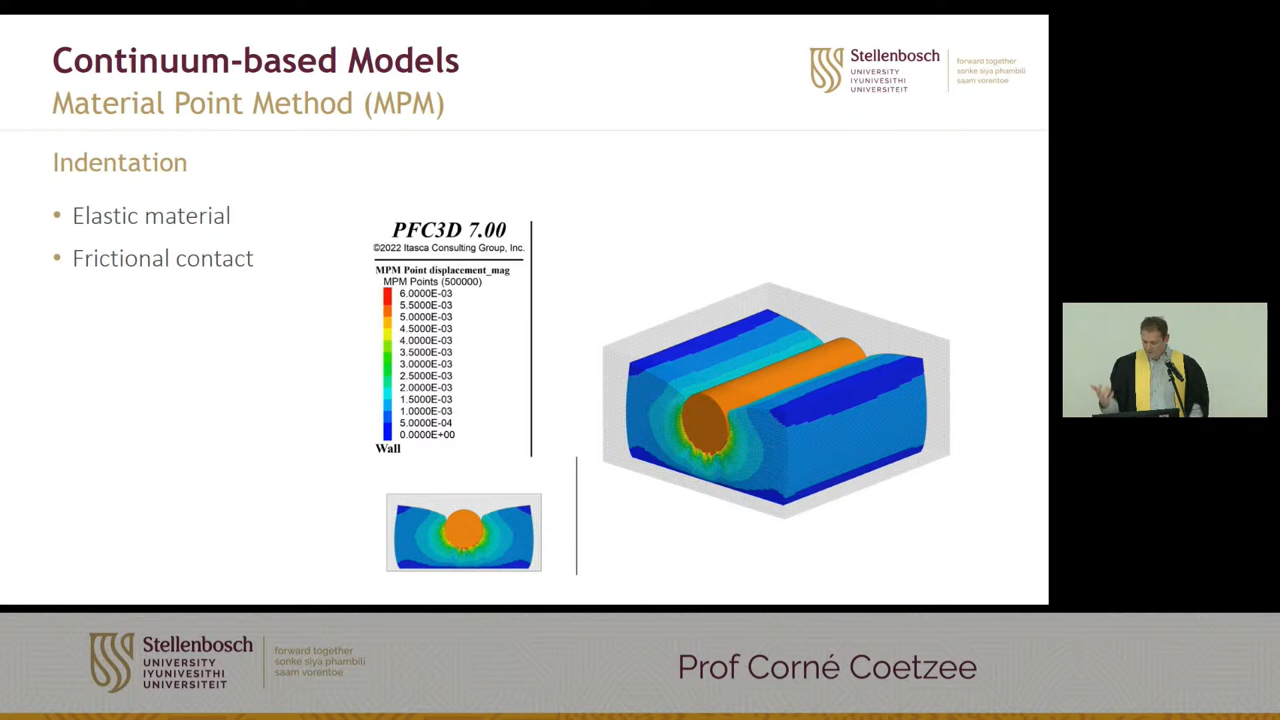 Continuum-based Models
Material Point Method (MPM)
Stellenbosch
UNIVERSITY
IYUNIVESITHI
UNIVERSITEIT
forward together
sonke siya phambili
saam vorentoe
Indentation
• Elastic material
• Frictional contact
PFC3D 7.00
©2022 Itasca Consulting Group, Inc.
MPM Point displacement_mag
MPM Points (500000)
6.0000E-03
5.5000E-03
5.0000E-03
4.5000E-03
4.0000E-03
3.5000E-03
3.0000E-03
2.5000E-03
2.0000E-03
1.5000E-03
1.0000E-03
5.0000E-04
0.0000E+00
Wall
Stellenbosch
UNIVERSITY
IYUNIVESITHI
UNIVERSITEIT
forward together
sonke siya phambili
saam vorentoe
Prof Corné Coetzee